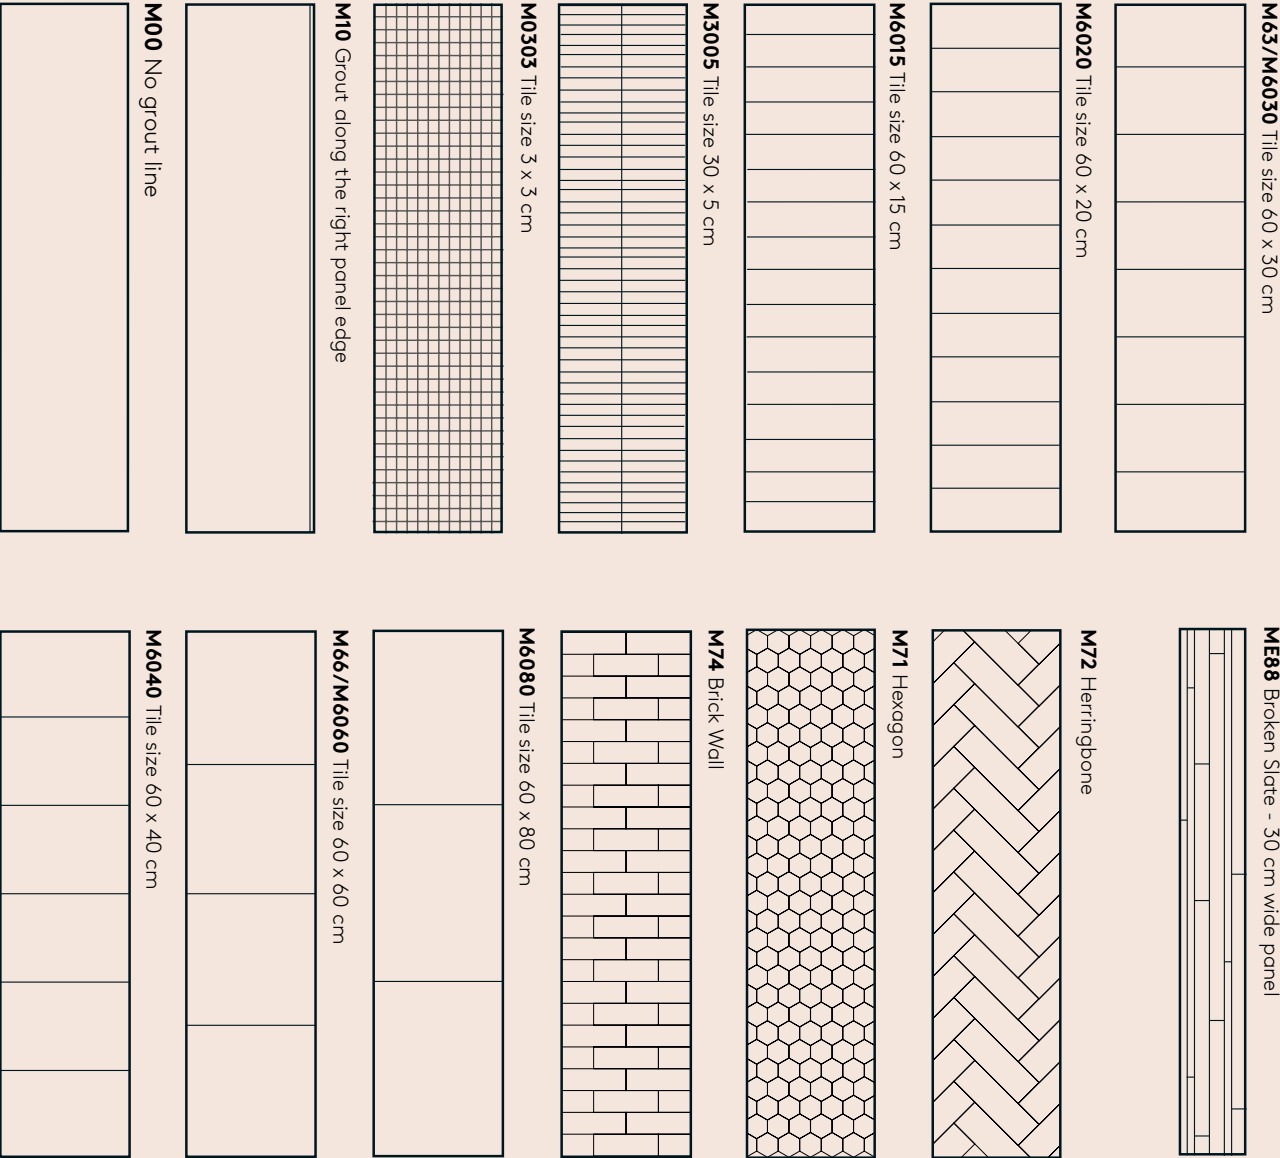 M00 No grout line
M10 Grout along the right panel edge
M0303 Tile size 3 x 3 cm
M3005 Tile size 30 x 5 cm
M6015 Tile size 60 x 15 cm
M6020 Tile size 60 x 20 cm
M63/M6030 Tile size 60 x 30 cm
M6040 Tile size 60 x 40 cm
M66/M6060 Tile size 60 x 60 cm
M6080 Tile size 60 x 80 cm
M74 Brick Wall
M71 Hexagon
M72 Herringbone
ME88 Broken Slate - 30 cm wide panel